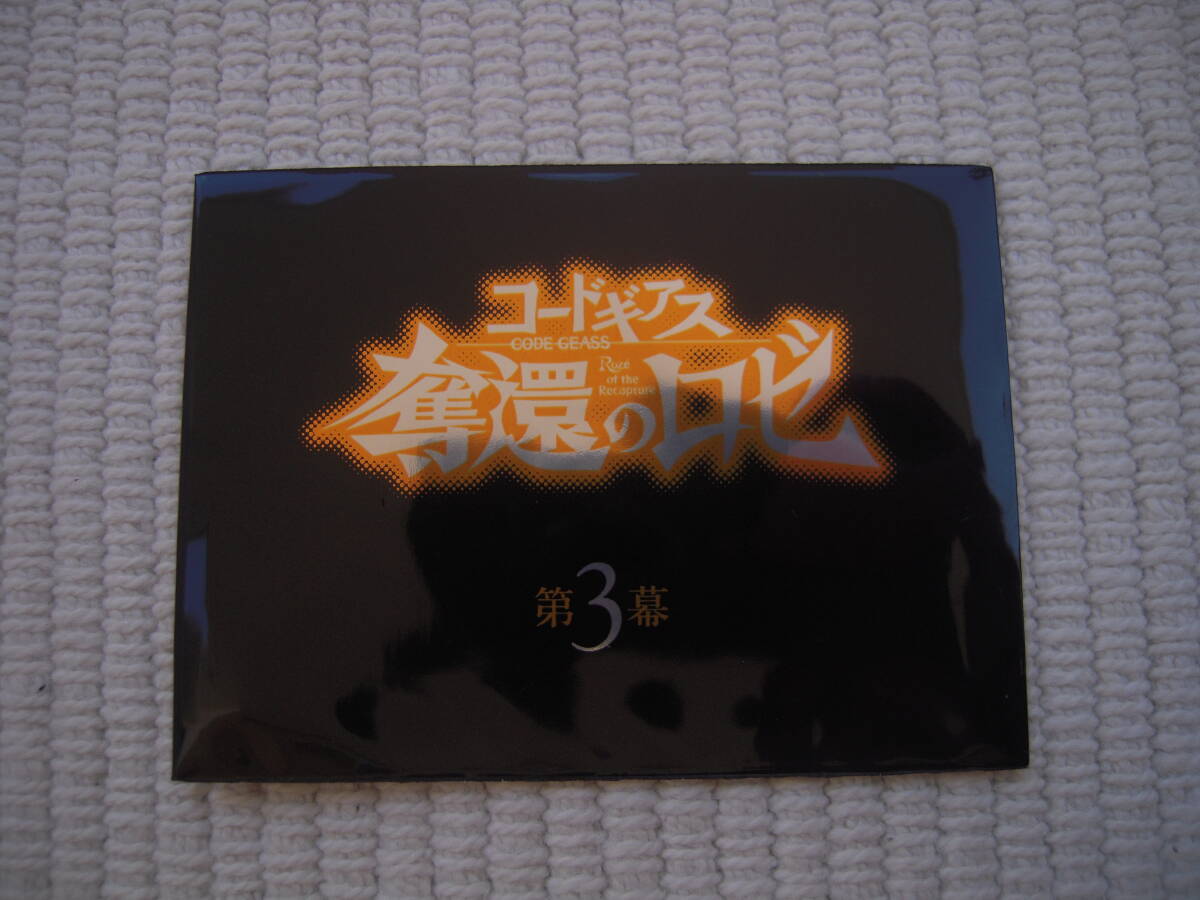 コードギアス
CODE GEASS
奪還のロゼ
Rozé
of the
Recapture
第3幕